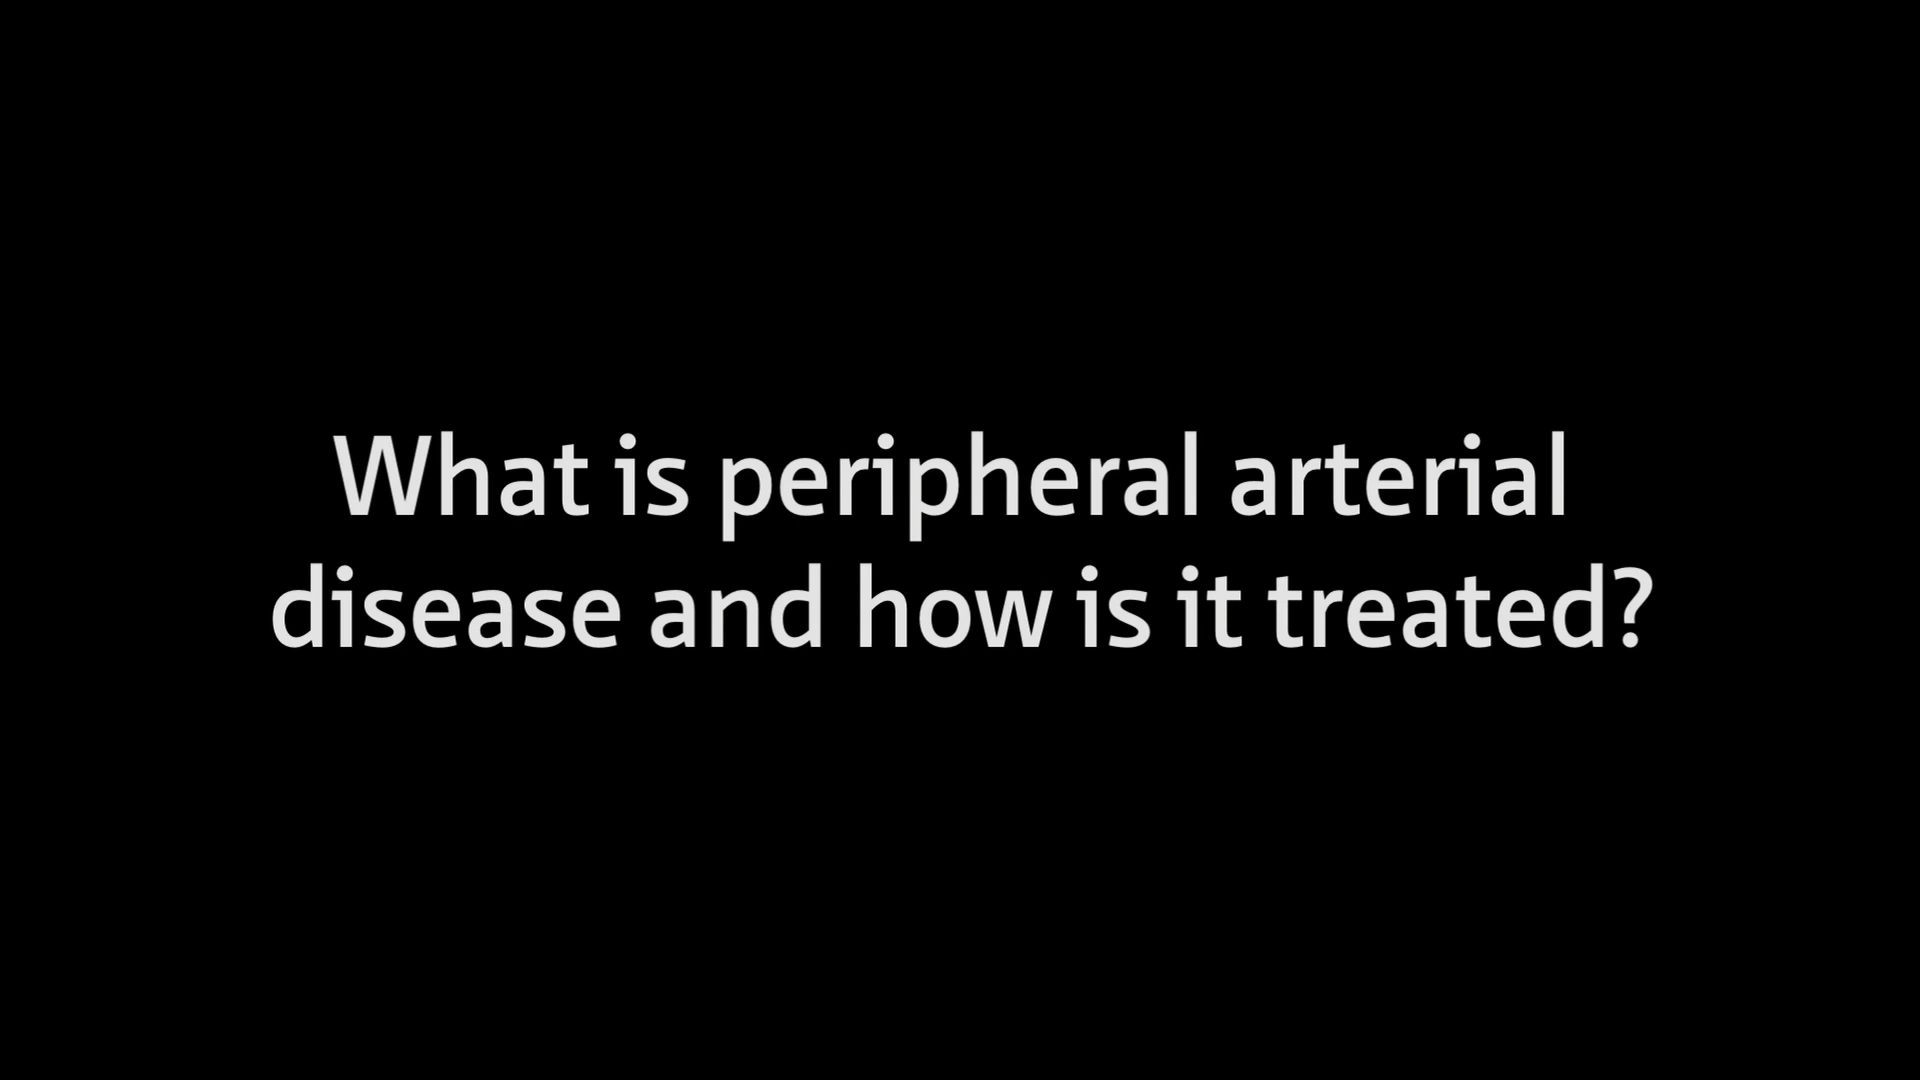 What is peripheral arterial
disease and how is it treated?